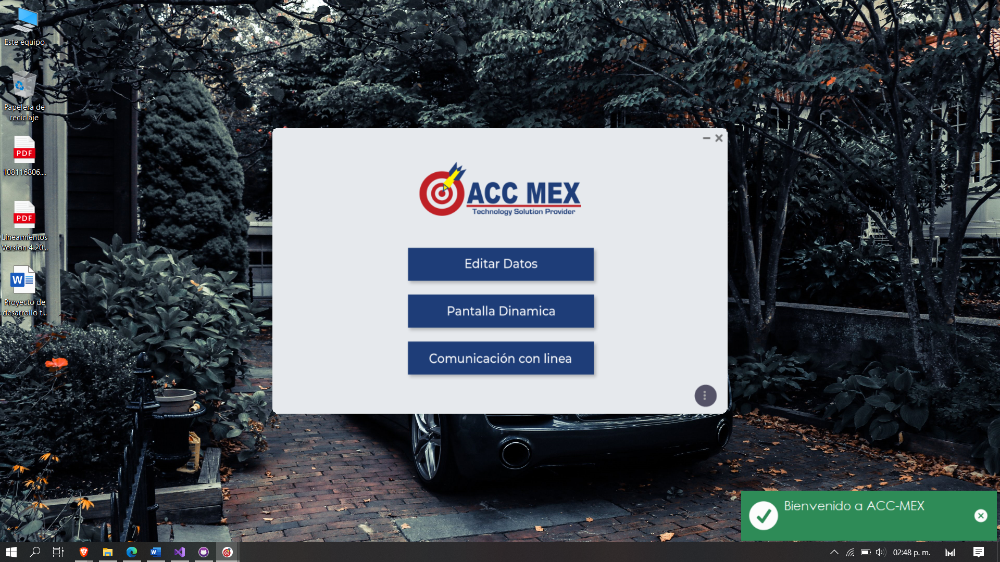 Este equipo
Papelera de
reciclaje
PDF
108116806....
PDF
Lineamientos
Version 4 20...
W
Proyecto de
desarrollo t...
ACC MEX
Technology Solution Provider
Editar Datos
Pantalla Dinamica
Comunicación con linea
Bienvenido a ACC-MEX
W
02:48 p. m.